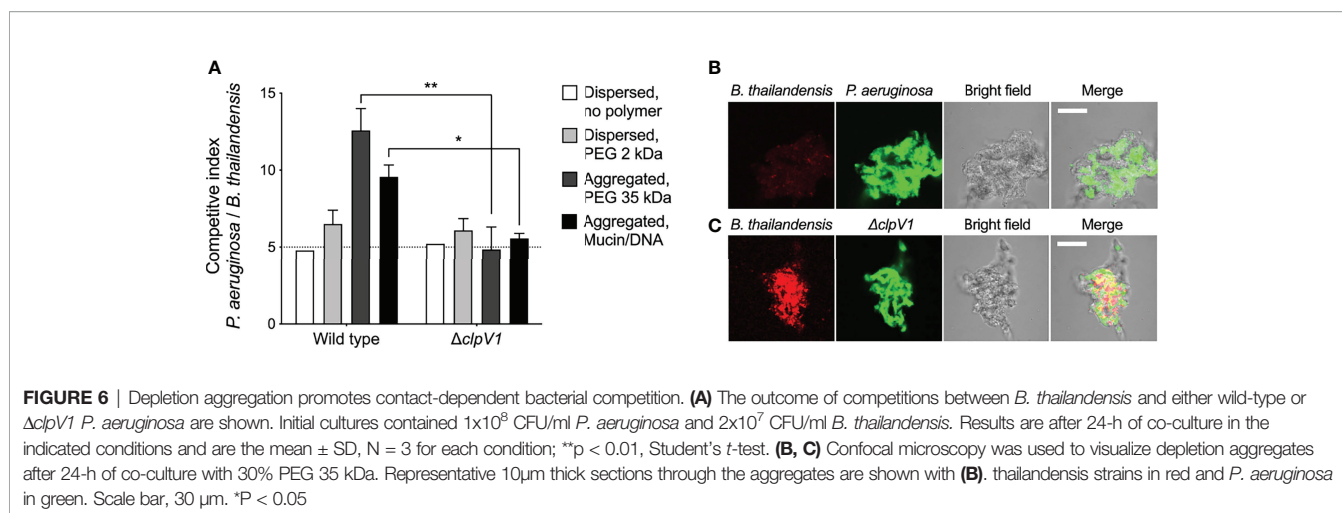 A
Competitive index
P. aeruginosa / B. thailandensis
15
10
5
0
**
*
Wild type
ΔclpV1
Dispersed,
no polymer
Dispersed,
PEG 2 kDa
Aggregated,
PEG 35 kDa
Aggregated,
Mucin/DNA
B
B. thailandensis P. aeruginosa Bright field Merge
C
B. thailandensis ΔclpV1 Bright field Merge
FIGURE 6 | Depletion aggregation promotes contact-dependent bacterial competition. (A) The outcome of competitions between B. thailandensis and either wild-type or
ΔclpV1 P. aeruginosa are shown. Initial cultures contained 1x10⁸ CFU/ml P. aeruginosa and 2x10⁷ CFU/ml B. thailandensis. Results are after 24-h of co-culture in the
indicated conditions and are the mean ± SD, N = 3 for each condition; **p < 0.01, Student's t-test. (B, C) Confocal microscopy was used to visualize depletion aggregates
after 24-h of co-culture with 30% PEG 35 kDa. Representative 10μm thick sections through the aggregates are shown with (B). thailandensis strains in red and P. aeruginosa
in green. Scale bar, 30 μm. *P < 0.05